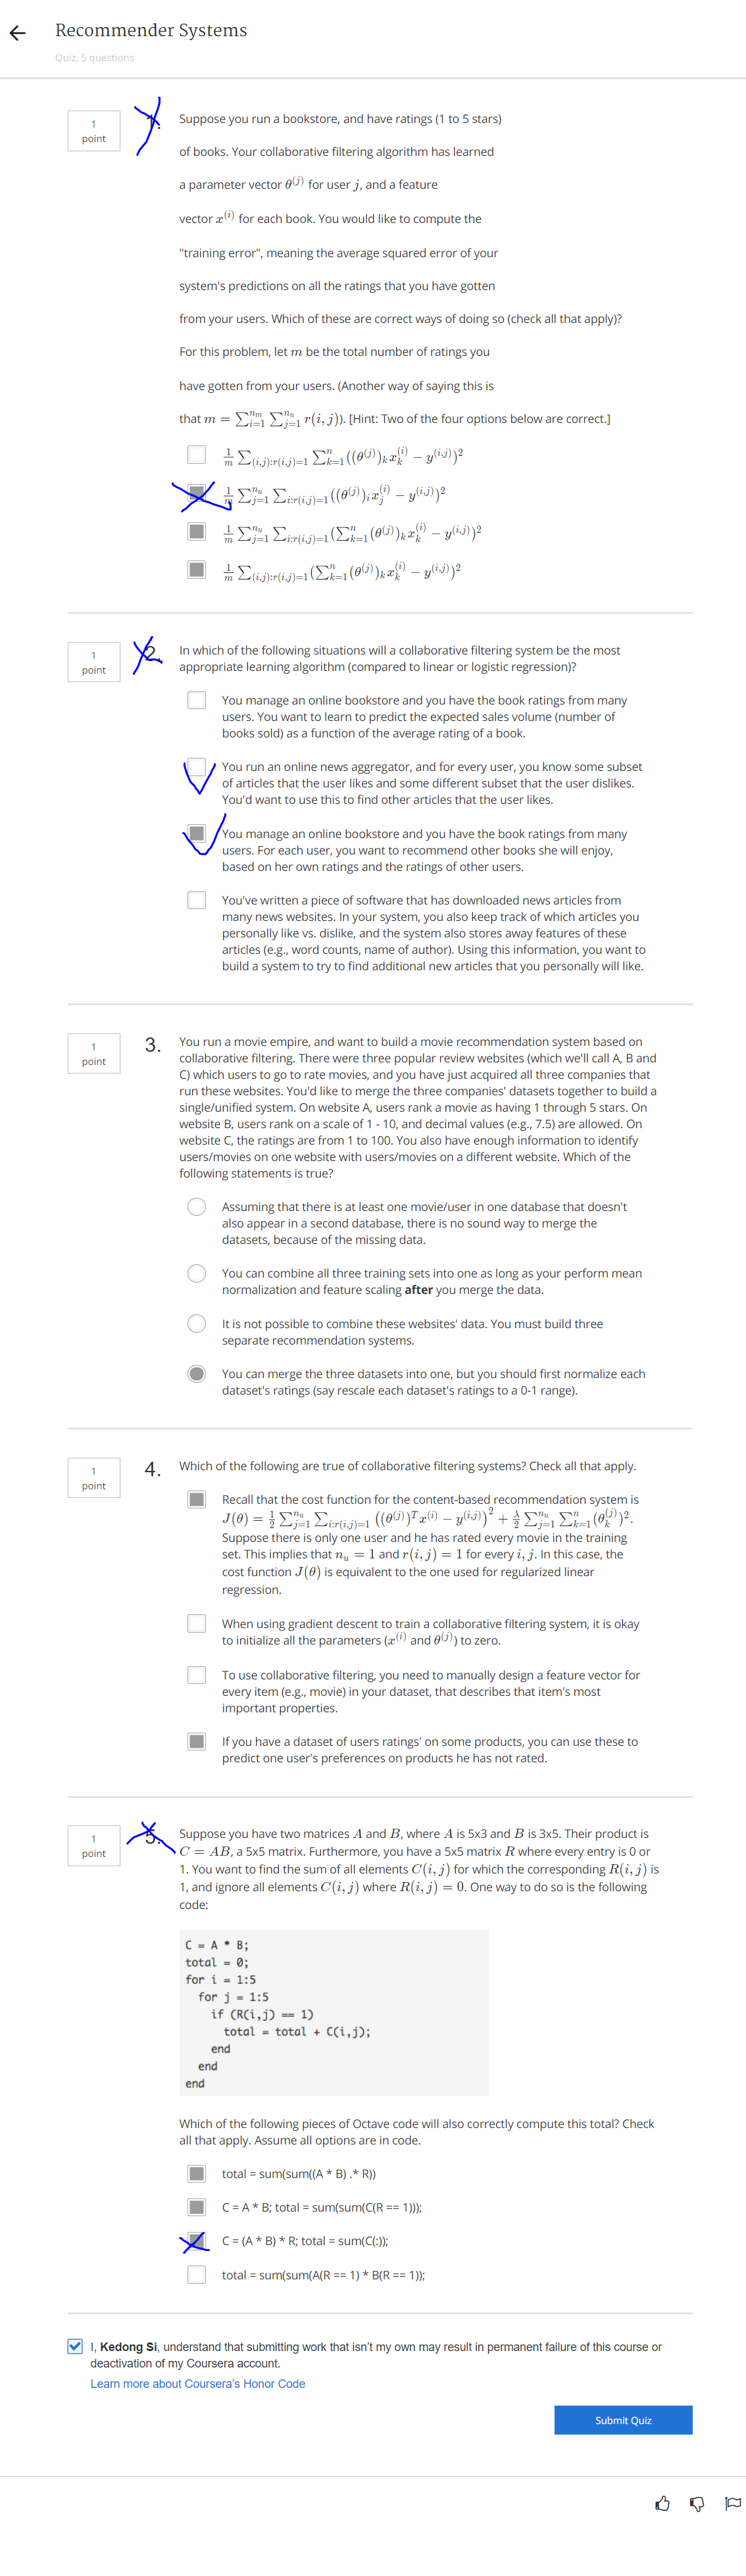 Recommender Systems
Quiz, 5 questions
1
point
1.
Suppose you run a bookstore, and have ratings (1 to 5 stars)
of books. Your collaborative filtering algorithm has learned
a parameter vector θ^(j) for user j, and a feature
vector x^(i) for each book. You would like to compute the
"training error", meaning the average squared error of your
system's predictions on all the ratings that you have gotten
from your users. Which of these are correct ways of doing so (check all that apply)?
For this problem, let m be the total number of ratings you
have gotten from your users. (Another way of saying this is
that m = ∑_{i=1}^{n_m} ∑_{j=1}^{n_u} r(i, j)). [Hint: Two of the four options below are correct.]
1/m ∑_{(i,j):r(i,j)=1} ∑_{k=1}^{n} ((θ^(j))_k x_k^(i) − y^(i,j))^2
1/m ∑_{j=1}^{n_u} ∑_{i:r(i,j)=1} ((θ^(j))_i x_j^(i) − y^(i,j))^2
1/m ∑_{j=1}^{n_u} ∑_{i:r(i,j)=1} (∑_{k=1}^{n} (θ^(j))_k x_k^(i) − y^(i,j))^2
1/m ∑_{(i,j):r(i,j)=1} (∑_{k=1}^{n} (θ^(j))_k x_k^(i) − y^(i,j))^2
1
point
2.
In which of the following situations will a collaborative filtering system be the most
appropriate learning algorithm (compared to linear or logistic regression)?
You manage an online bookstore and you have the book ratings from many
users. You want to learn to predict the expected sales volume (number of
books sold) as a function of the average rating of a book.
You run an online news aggregator, and for every user, you know some subset
of articles that the user likes and some different subset that the user dislikes.
You'd want to use this to find other articles that the user likes.
You manage an online bookstore and you have the book ratings from many
users. For each user, you want to recommend other books she will enjoy,
based on her own ratings and the ratings of other users.
You've written a piece of software that has downloaded news articles from
many news websites. In your system, you also keep track of which articles you
personally like vs. dislike, and the system also stores away features of these
articles (e.g., word counts, name of author). Using this information, you want to
build a system to try to find additional new articles that you personally will like.
1
point
3.
You run a movie empire, and want to build a movie recommendation system based on
collaborative filtering. There were three popular review websites (which we'll call A, B and
C) which users to go to rate movies, and you have just acquired all three companies that
run these websites. You'd like to merge the three companies' datasets together to build a
single/unified system. On website A, users rank a movie as having 1 through 5 stars. On
website B, users rank on a scale of 1 - 10, and decimal values (e.g., 7.5) are allowed. On
website C, the ratings are from 1 to 100. You also have enough information to identify
users/movies on one website with users/movies on a different website. Which of the
following statements is true?
Assuming that there is at least one movie/user in one database that doesn't
also appear in a second database, there is no sound way to merge the
datasets, because of the missing data.
You can combine all three training sets into one as long as your perform mean
normalization and feature scaling after you merge the data.
It is not possible to combine these websites' data. You must build three
separate recommendation systems.
You can merge the three datasets into one, but you should first normalize each
dataset's ratings (say rescale each dataset's ratings to a 0-1 range).
1
point
4.
Which of the following are true of collaborative filtering systems? Check all that apply.
Recall that the cost function for the content-based recommendation system is
J(θ) = 1/2 ∑_{j=1}^{n_u} ∑_{i:r(i,j)=1} ((θ^(j))^T x^(i) − y^(i,j))^2 + λ/2 ∑_{j=1}^{n_u} ∑_{k=1}^{n} (θ_k^(j))^2.
Suppose there is only one user and he has rated every movie in the training
set. This implies that n_u = 1 and r(i, j) = 1 for every i, j. In this case, the
cost function J(θ) is equivalent to the one used for regularized linear
regression.
When using gradient descent to train a collaborative filtering system, it is okay
to initialize all the parameters (x^(i) and θ^(j)) to zero.
To use collaborative filtering, you need to manually design a feature vector for
every item (e.g., movie) in your dataset, that describes that item's most
important properties.
If you have a dataset of users ratings' on some products, you can use these to
predict one user's preferences on products he has not rated.
1
point
5.
Suppose you have two matrices A and B, where A is 5x3 and B is 3x5. Their product is
C = AB, a 5x5 matrix. Furthermore, you have a 5x5 matrix R where every entry is 0 or
1. You want to find the sum of all elements C(i, j) for which the corresponding R(i, j) is
1, and ignore all elements C(i, j) where R(i, j) = 0. One way to do so is the following
code:
C = A * B;
total = 0;
for i = 1:5
for j = 1:5
if (R(i,j) == 1)
total = total + C(i,j);
end
end
end
Which of the following pieces of Octave code will also correctly compute this total? Check
all that apply. Assume all options are in code.
total = sum(sum((A * B) .* R))
C = A * B; total = sum(sum(C(R == 1)));
C = (A * B) * R; total = sum(C(:));
total = sum(sum(A(R == 1) * B(R == 1));
I, Kedong Si, understand that submitting work that isn't my own may result in permanent failure of this course or
deactivation of my Coursera account.
Learn more about Coursera's Honor Code
Submit Quiz